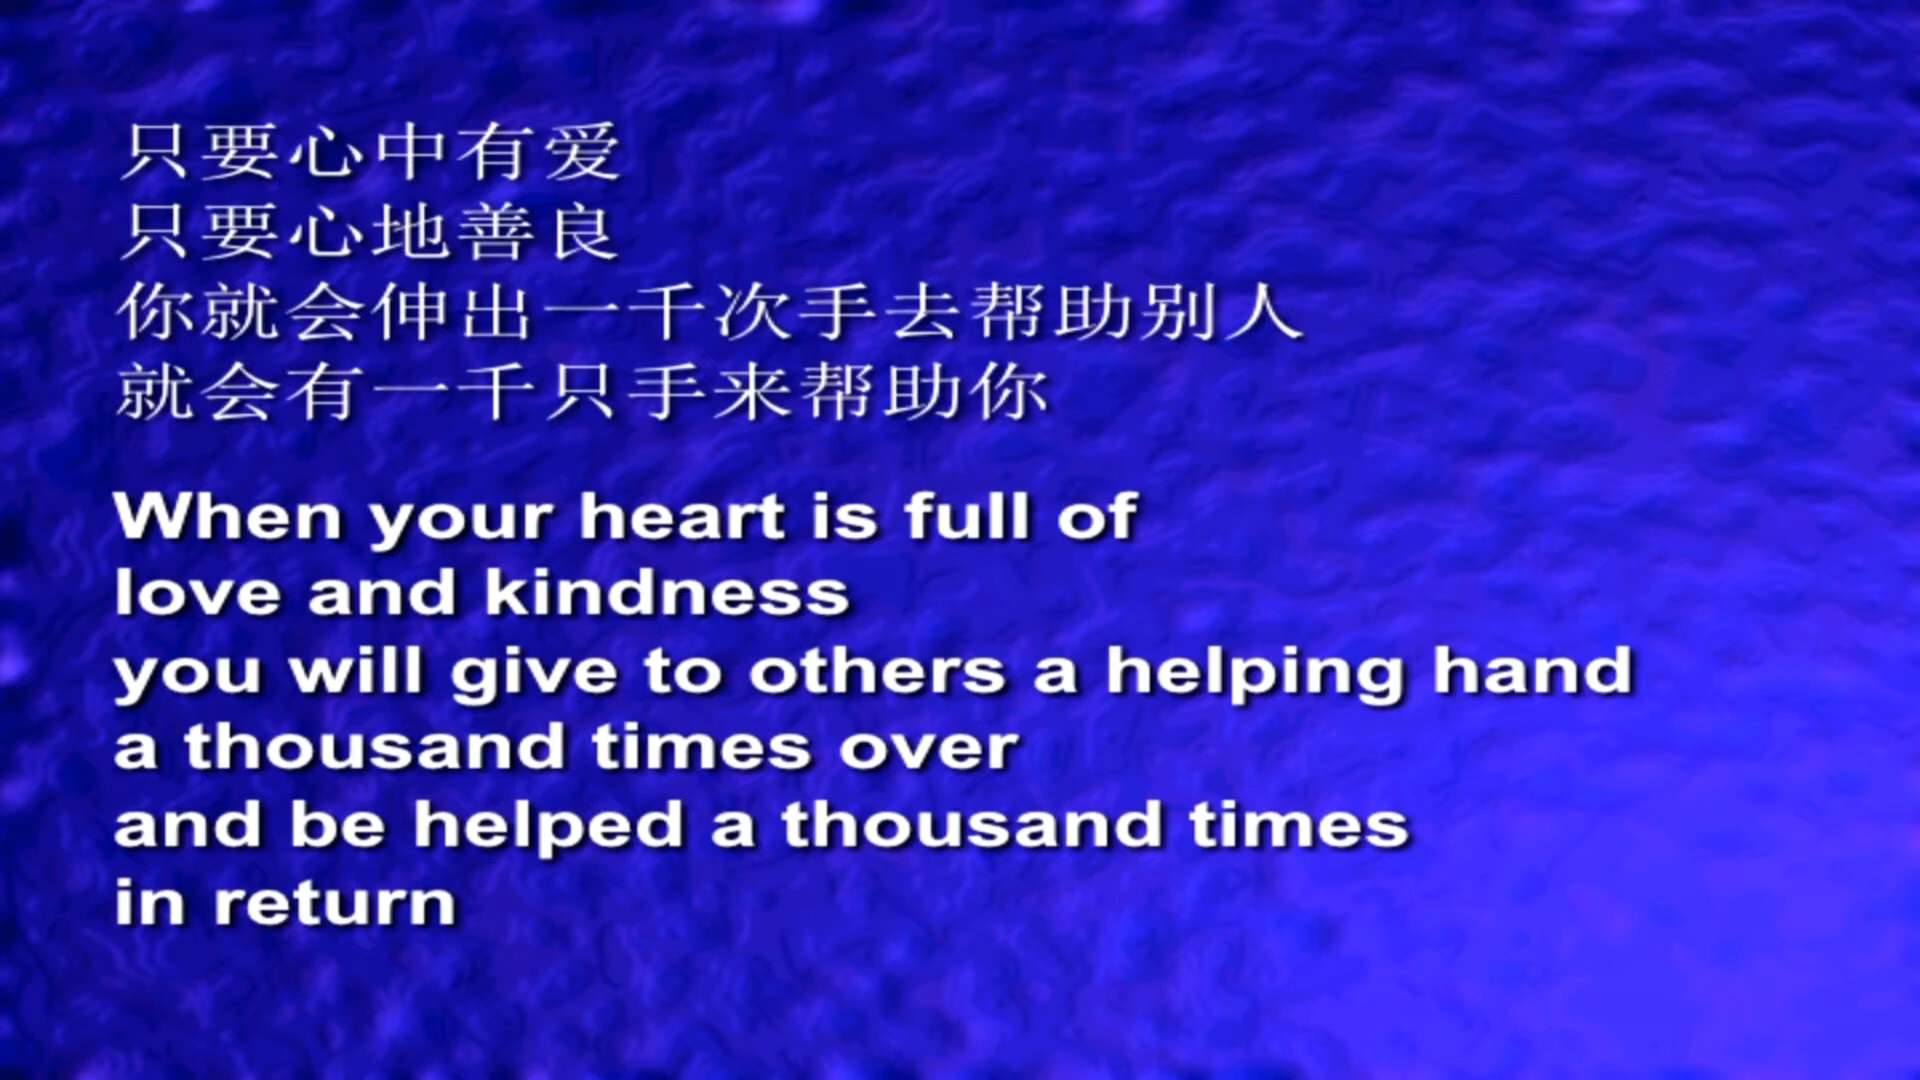 只要心中有爱
只要心地善良
你就会伸出一千次手去帮助别人
就会有一千只手来帮助你
When your heart is full of
love and kindness
you will give to others a helping hand
a thousand times over
and be helped a thousand times
in return